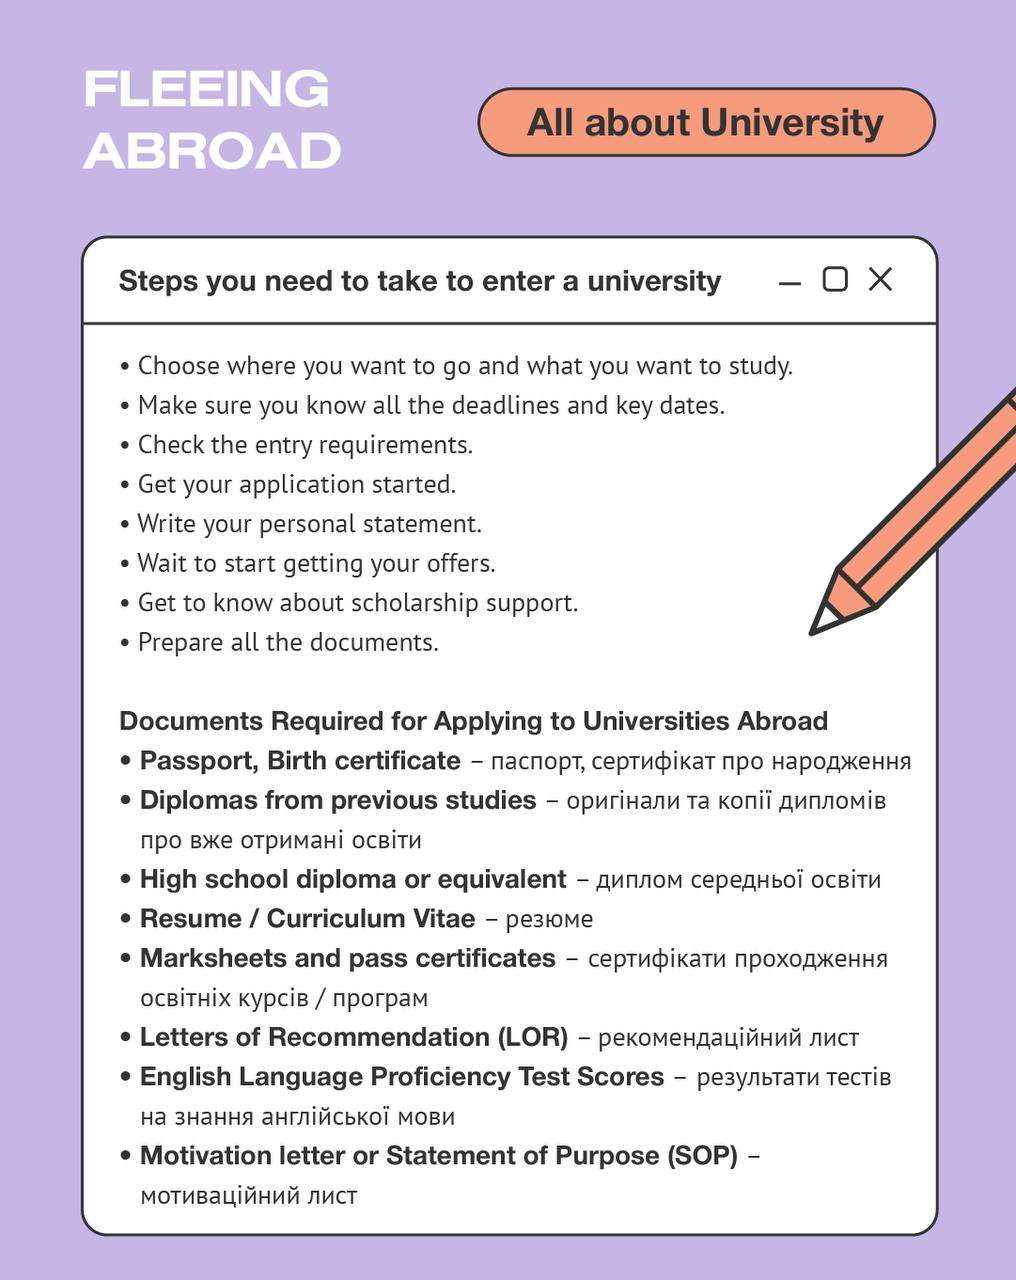 FLEEING
ABROAD
All about University
Steps you need to take to enter a university
• Choose where you want to go and what you want to study.
• Make sure you know all the deadlines and key dates.
• Check the entry requirements.
• Get your application started.
• Write your personal statement.
• Wait to start getting your offers.
• Get to know about scholarship support.
• Prepare all the documents.
Documents Required for Applying to Universities Abroad
• Passport, Birth certificate – паспорт, сертифікат про народження
• Diplomas from previous studies – оригінали та копії дипломів
про вже отримані освіти
• High school diploma or equivalent – диплом середньої освіти
• Resume / Curriculum Vitae – резюме
• Marksheets and pass certificates – сертифікати проходження
освітніх курсів / програм
• Letters of Recommendation (LOR) – рекомендаційний лист
• English Language Proficiency Test Scores – результати тестів
на знання англійської мови
• Motivation letter or Statement of Purpose (SOP) –
мотиваційний лист